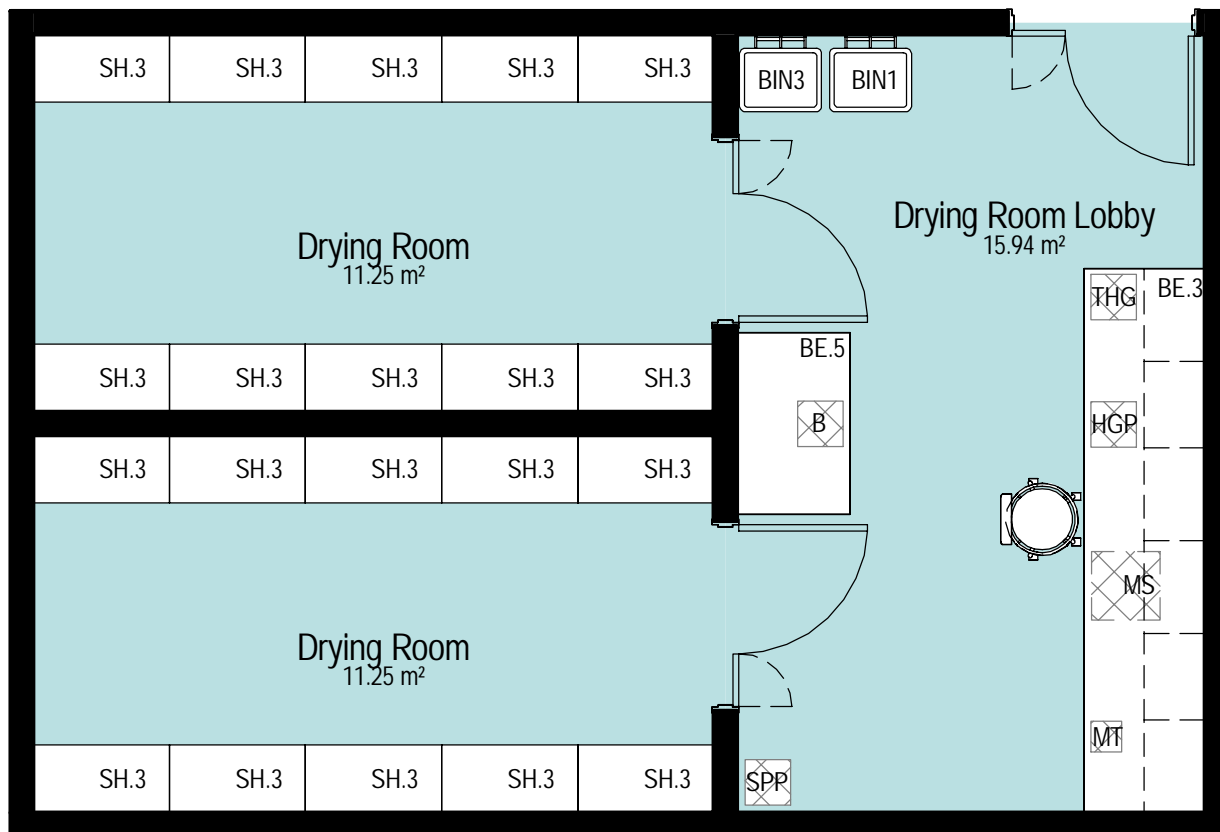 SH.3 SH.3 SH.3 SH.3 SH.3
BIN3 BIN1
Drying Room
11.25 m²
Drying Room Lobby
15.94 m²
THG BE.3
SH.3 SH.3 SH.3 SH.3 SH.3
BE.5
B
HGP
SH.3 SH.3 SH.3 SH.3 SH.3
MS
Drying Room
11.25 m²
MT
SH.3 SH.3 SH.3 SH.3 SH.3
SPP